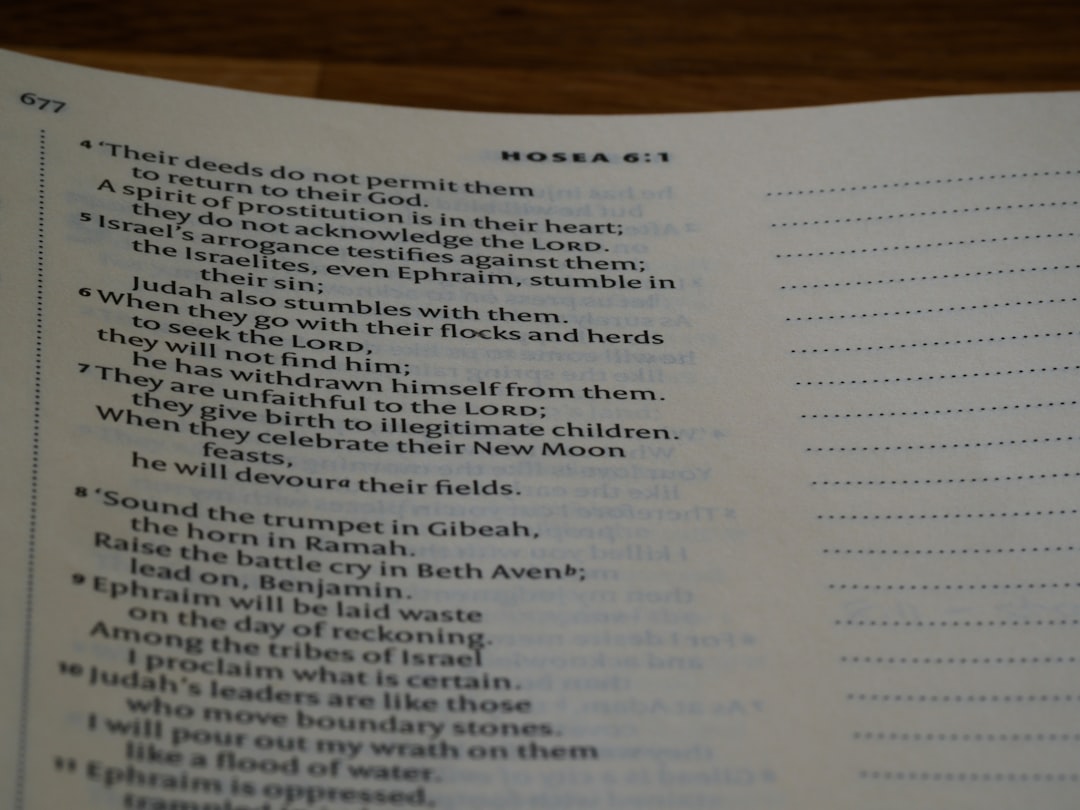 677
HOSEA 6:1
4 ‘Their deeds do not permit them
to return to their God.
A spirit of prostitution is in their heart;
they do not acknowledge the LORD.
5 Israel’s arrogance testifies against them;
the Israelites, even Ephraim, stumble in
their sin;
Judah also stumbles with them.
6 When they go with their flocks and herds
to seek the LORD,
they will not find him;
he has withdrawn himself from them.
7 They are unfaithful to the LORD;
they give birth to illegitimate children.
When they celebrate their New Moon
feasts,
he will devour a their fields.
8 ‘Sound the trumpet in Gibeah,
the horn in Ramah.
Raise the battle cry in Beth Aven b;
lead on, Benjamin.
9 Ephraim will be laid waste
on the day of reckoning.
Among the tribes of Israel
I proclaim what is certain.
10 Judah’s leaders are like those
who move boundary stones.
I will pour out my wrath on them
like a flood of water.
11 Ephraim is oppressed,
trampled